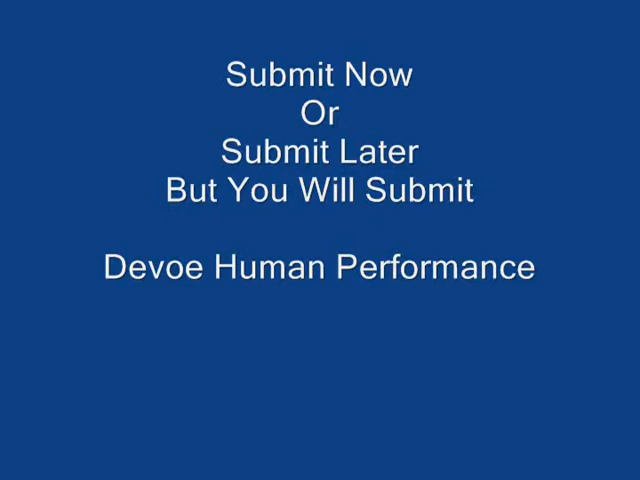 Submit Now
Or
Submit Later
But You Will Submit
Devoe Human Performance